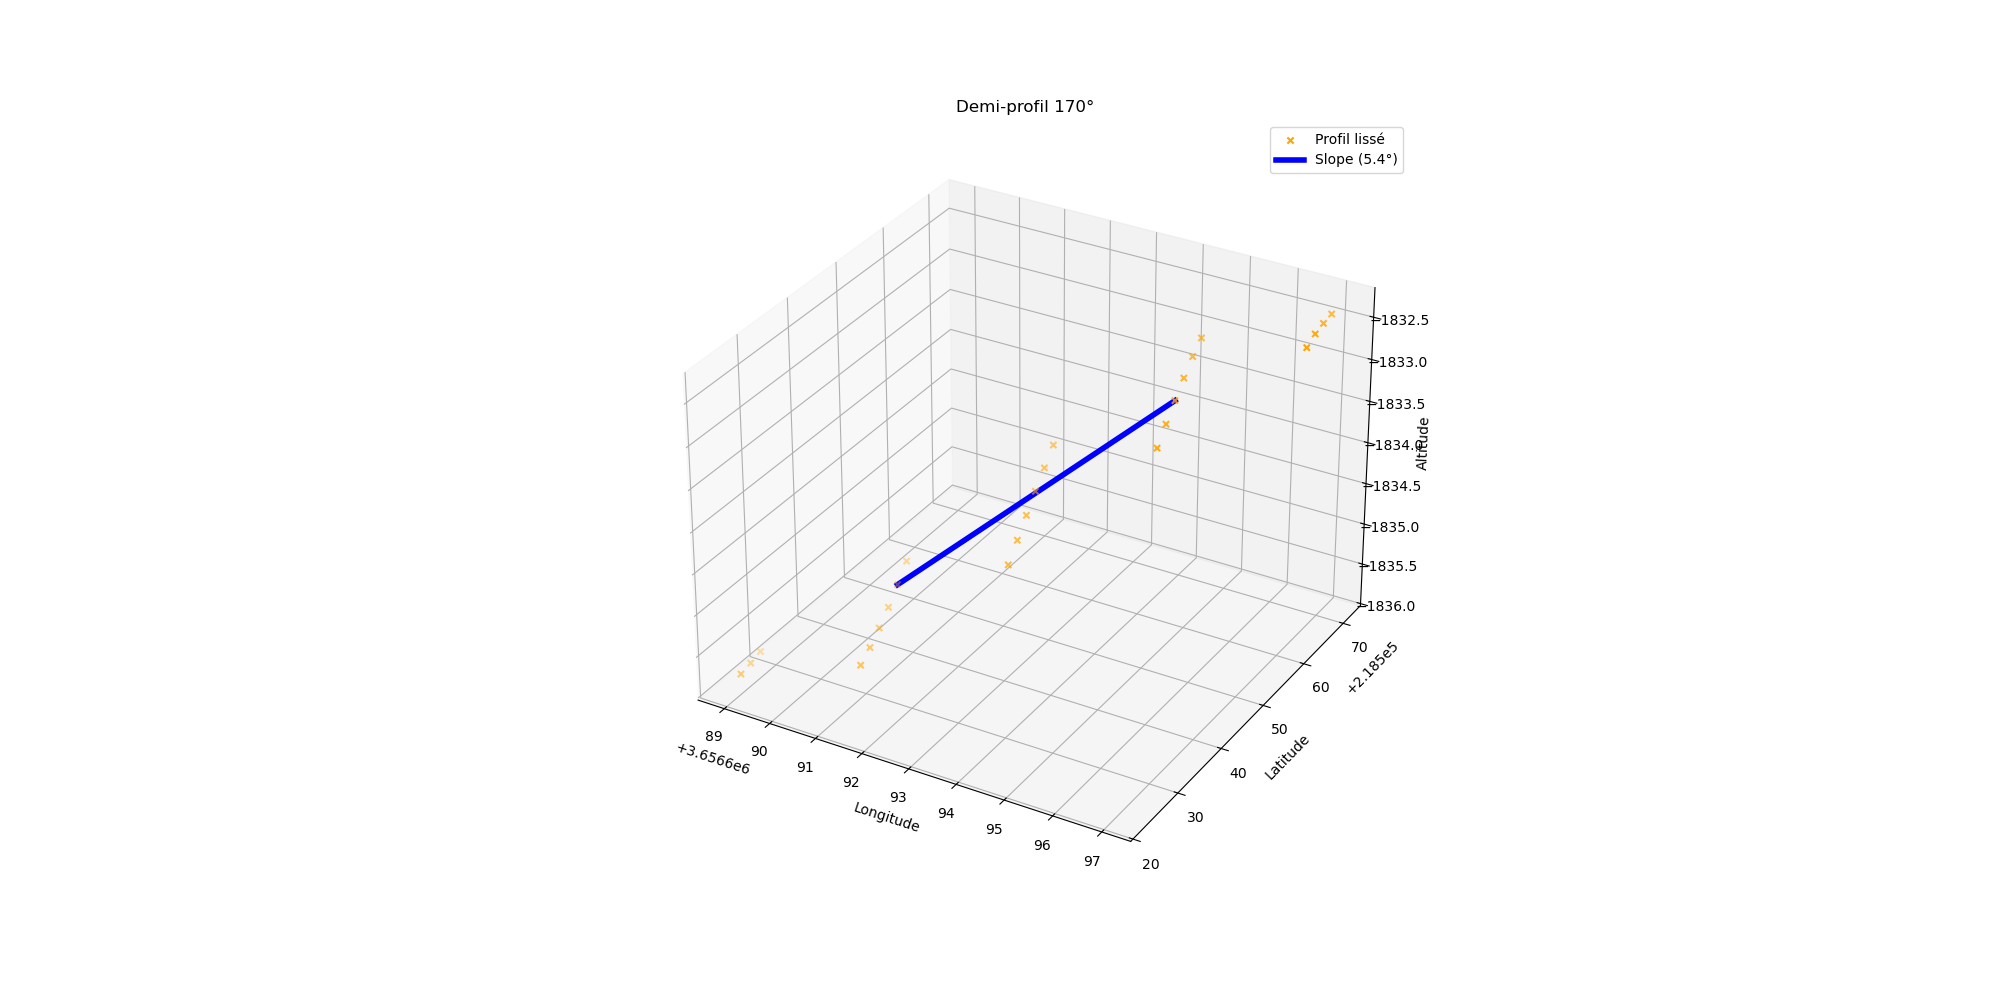 Demi-profil 170°
Profil lissé
Slope (5.4°)
−1832.5
−1833.0
−1833.5
−1834.0
Altitude
−1834.5
−1835.0
−1835.5
−1836.0
70
+2.185e5
60
50
Latitude
40
30
20
89
90
91
92
93
94
95
96
97
+3.6566e6
Longitude